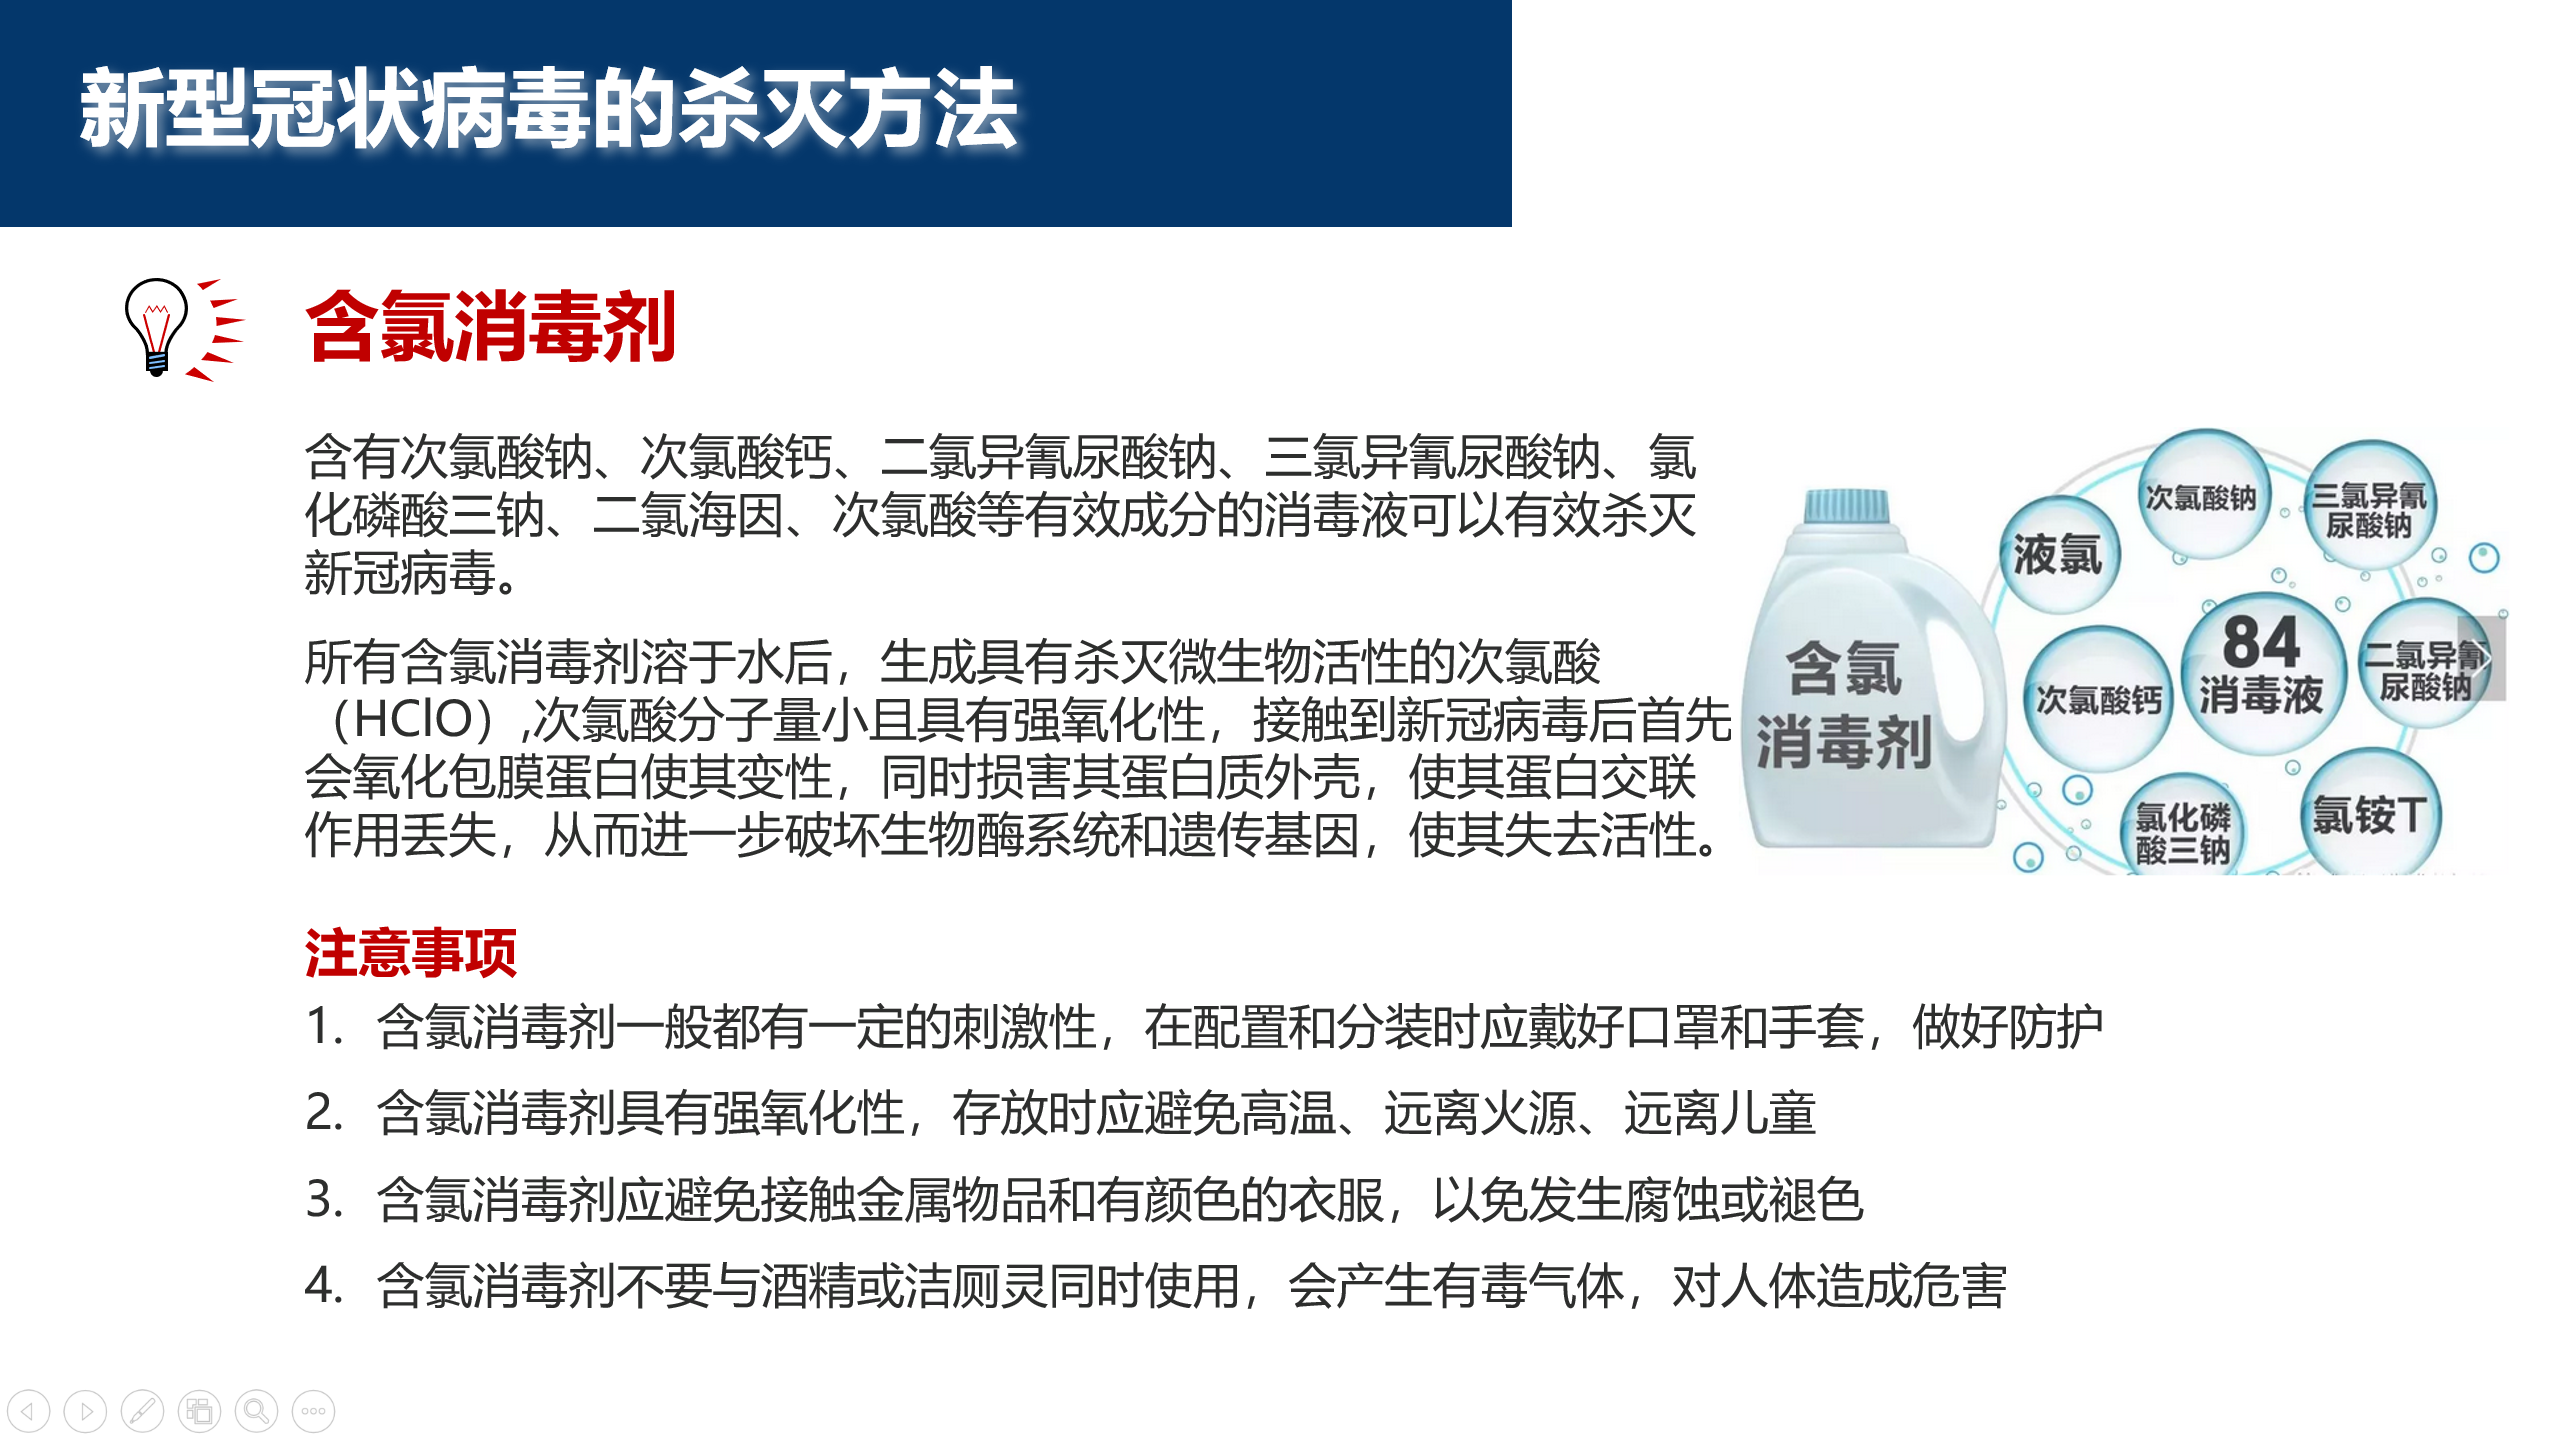 新型冠状病毒的杀灭方法
含氯消毒剂
含有次氯酸钠、次氯酸钙、二氯异氰尿酸钠、三氯异氰尿酸钠、氯
化磷酸三钠、二氯海因、次氯酸等有效成分的消毒液可以有效杀灭
新冠病毒。
所有含氯消毒剂溶于水后，生成具有杀灭微生物活性的次氯酸
（HClO）,次氯酸分子量小且具有强氧化性，接触到新冠病毒后首先
会氧化包膜蛋白使其变性，同时损害其蛋白质外壳，使其蛋白交联
作用丢失，从而进一步破坏生物酶系统和遗传基因，使其失去活性。
含氯
消毒剂
液氯
次氯酸钠
三氯异氰
尿酸钠
次氯酸钙
84
消毒液
二氯异氰
尿酸钠
氯化磷
酸三钠
氯铵T
注意事项
1. 含氯消毒剂一般都有一定的刺激性，在配置和分装时应戴好口罩和手套，做好防护
2. 含氯消毒剂具有强氧化性，存放时应避免高温、远离火源、远离儿童
3. 含氯消毒剂应避免接触金属物品和有颜色的衣服，以免发生腐蚀或褪色
4. 含氯消毒剂不要与酒精或洁厕灵同时使用，会产生有毒气体，对人体造成危害